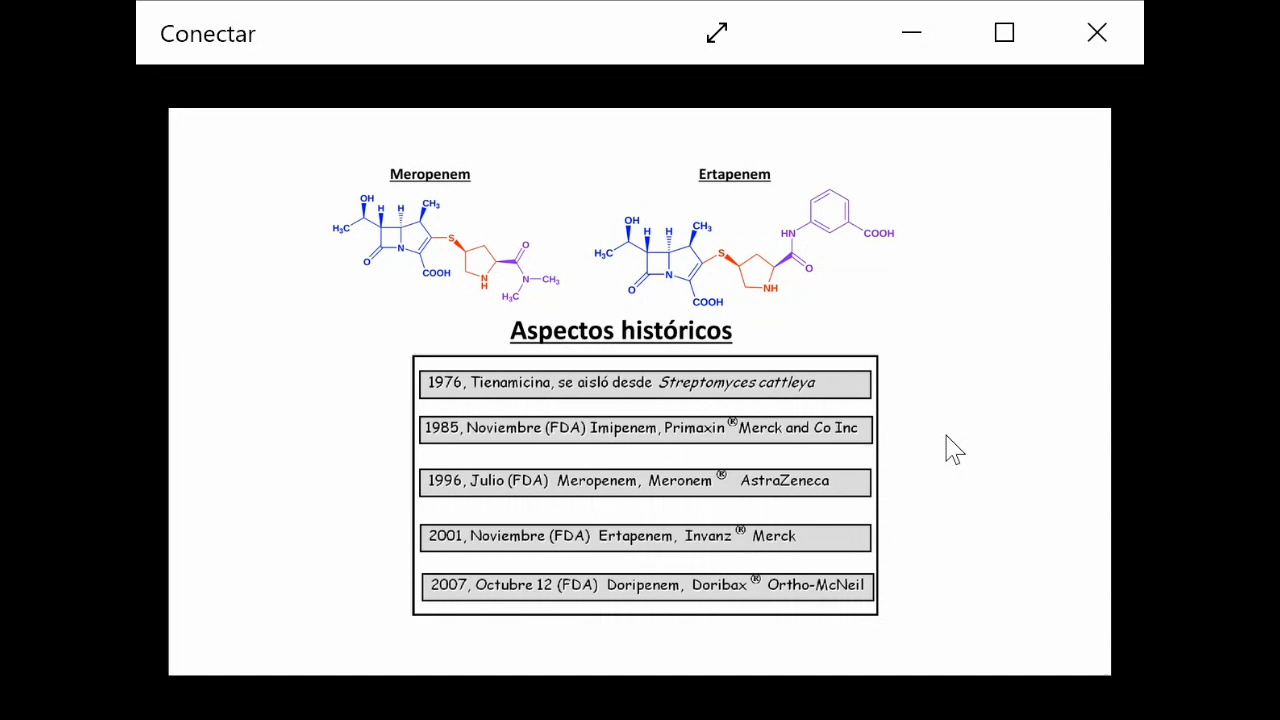 Conectar
Meropenem
Ertapenem
OH
H
H
CH₃
H₃C
S
O
N
COOH
O
N
H
N
CH₃
H₃C
OH
H
H
CH₃
H₃C
S
O
N
COOH
HN
O
NH
COOH
Aspectos históricos
1976, Tienamicina, se aisló desde Streptomyces cattleya
1985, Noviembre (FDA) Imipenem, Primaxin® Merck and Co Inc
1996, Julio (FDA) Meropenem, Meronem® AstraZeneca
2001, Noviembre (FDA) Ertapenem, Invanz® Merck
2007, Octubre 12 (FDA) Doripenem, Doribax® Ortho-McNeil